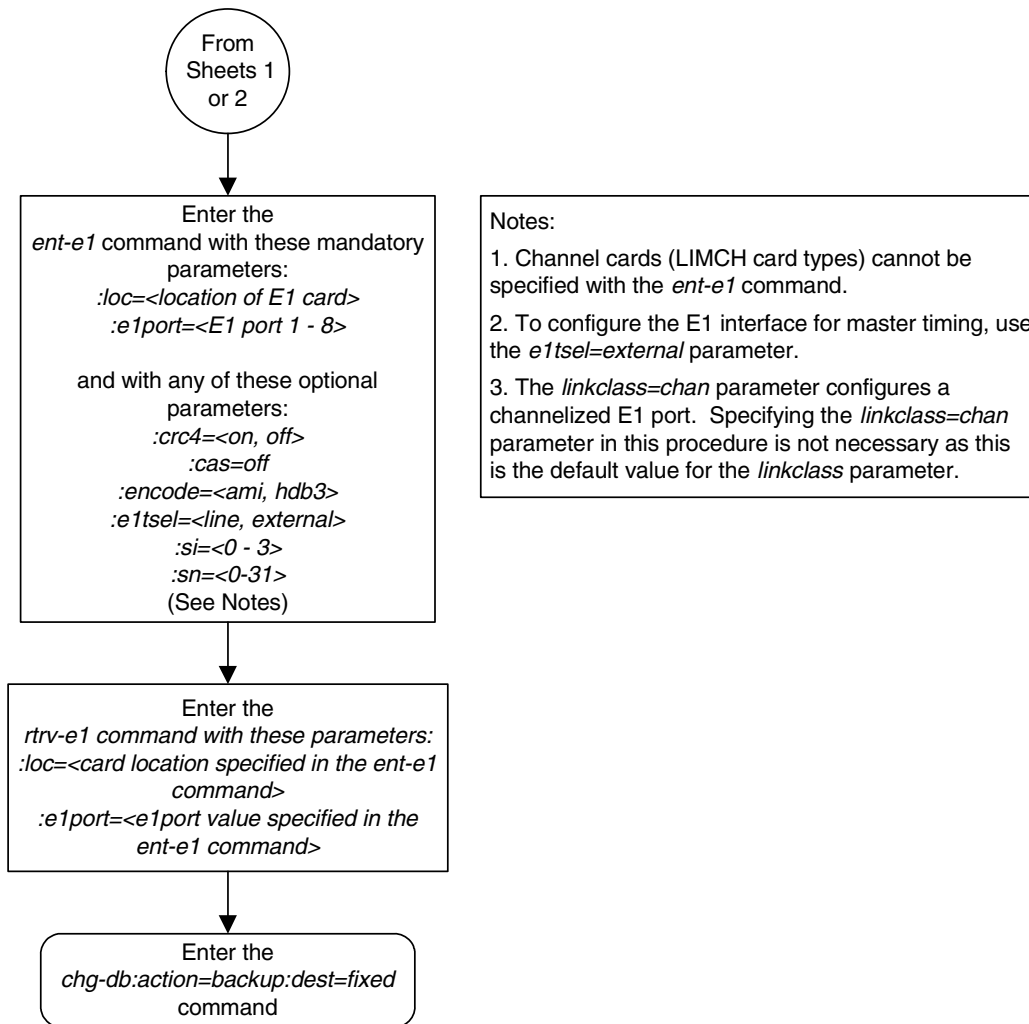 From
Sheets 1
or 2
Enter the
ent-e1 command with these mandatory
parameters:
:loc=<location of E1 card>
:e1port=<E1 port 1 - 8>
and with any of these optional
parameters:
:crc4=<on, off>
:cas=off
:encode=<ami, hdb3>
:e1tsel=<line, external>
:si=<0 - 3>
:sn=<0-31>
(See Notes)
Notes:
1. Channel cards (LIMCH card types) cannot be
specified with the ent-e1 command.
2. To configure the E1 interface for master timing, use
the e1tsel=external parameter.
3. The linkclass=chan parameter configures a
channelized E1 port. Specifying the linkclass=chan
parameter in this procedure is not necessary as this
is the default value for the linkclass parameter.
Enter the
rtrv-e1 command with these parameters:
:loc=<card location specified in the ent-e1
command>
:e1port=<e1port value specified in the
ent-e1 command>
Enter the
chg-db:action=backup:dest=fixed
command